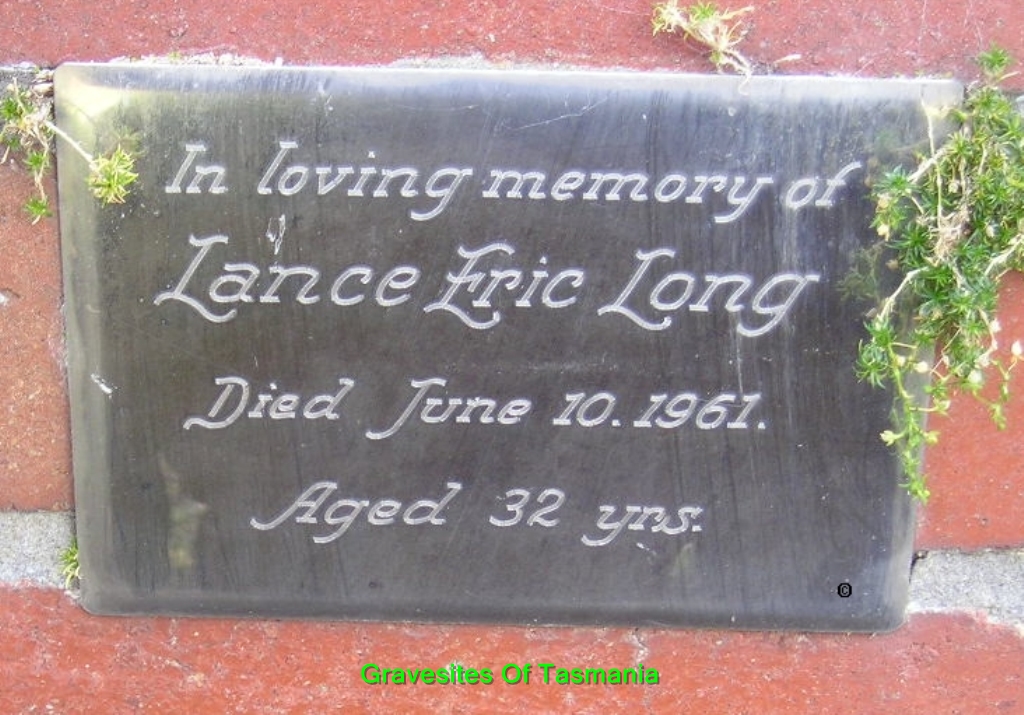 In loving memory of
Lance Eric Long
Died June 10. 1961.
Aged 32 yrs.
©
Gravesites Of Tasmania